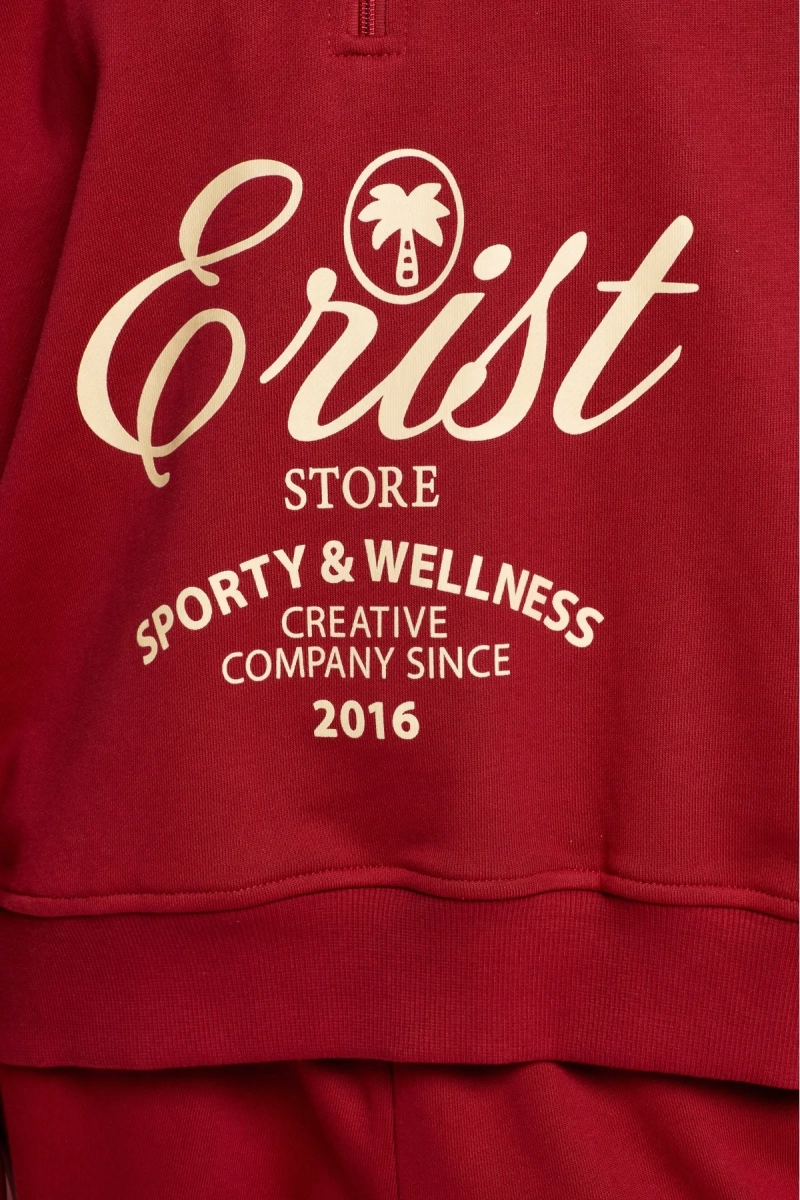 Erist
STORE
SPORTY & WELLNESS
CREATIVE
COMPANY SINCE
2016